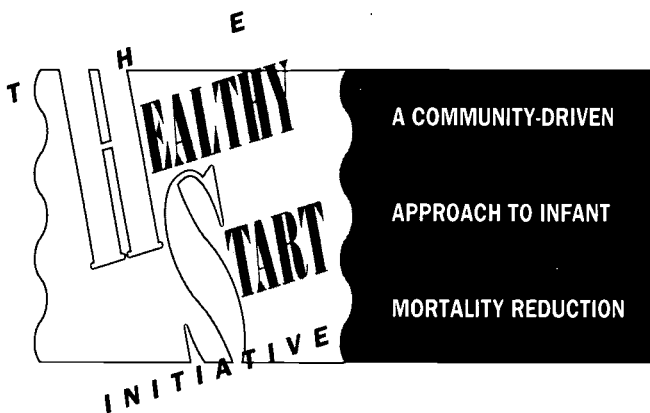 THE
HEALTHY
START
INITIATIVE
A COMMUNITY-DRIVEN
APPROACH TO INFANT
MORTALITY REDUCTION